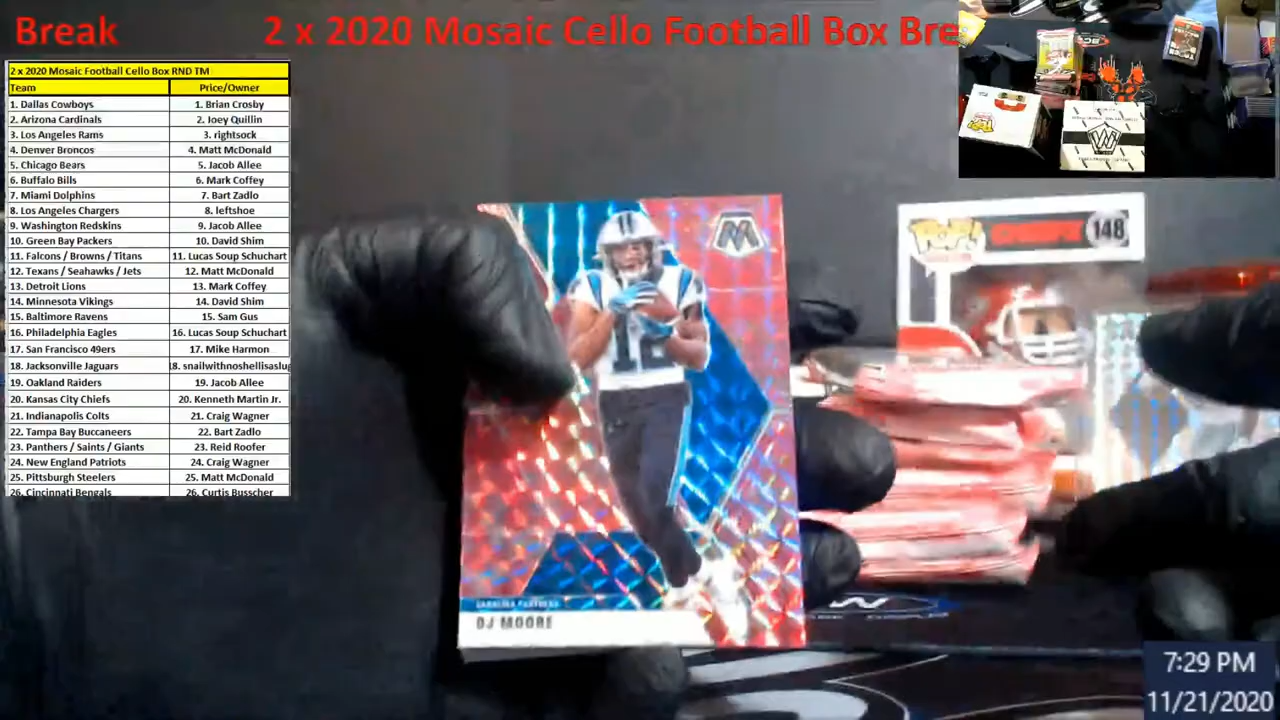 Break
2 x 2020 Mosaic Cello Football Box Bre
2 x 2020 Mosaic Football Cello Box RND TM
Team Price/Owner
1. Dallas Cowboys 1. Brian Crosby
2. Arizona Cardinals 2. Joey Quillin
3. Los Angeles Rams 3. rightsock
4. Denver Broncos 4. Matt McDonald
5. Chicago Bears 5. Jacob Allee
6. Buffalo Bills 6. Mark Coffey
7. Miami Dolphins 7. Bart Zadlo
8. Los Angeles Chargers 8. leftshoe
9. Washington Redskins 9. Jacob Allee
10. Green Bay Packers 10. David Shim
11. Falcons / Browns / Titans 11. Lucas Soup Schuchart
12. Texans / Seahawks / Jets 12. Matt McDonald
13. Detroit Lions 13. Mark Coffey
14. Minnesota Vikings 14. David Shim
15. Baltimore Ravens 15. Sam Gus
16. Philadelphia Eagles 16. Lucas Soup Schuchart
17. San Francisco 49ers 17. Mike Harmon
18. Jacksonville Jaguars 18. snailwithnoshellisaslug
19. Oakland Raiders 19. Jacob Allee
20. Kansas City Chiefs 20. Kenneth Martin Jr.
21. Indianapolis Colts 21. Craig Wagner
22. Tampa Bay Buccaneers 22. Bart Zadlo
23. Panthers / Saints / Giants 23. Reid Roofer
24. New England Patriots 24. Craig Wagner
25. Pittsburgh Steelers 25. Matt McDonald
26. Cincinnati Bengals 26. Curtis Busscher
POP! 148
12
CAROLINA PANTHERS
DJ MOORE
7:29 PM
11/21/2020